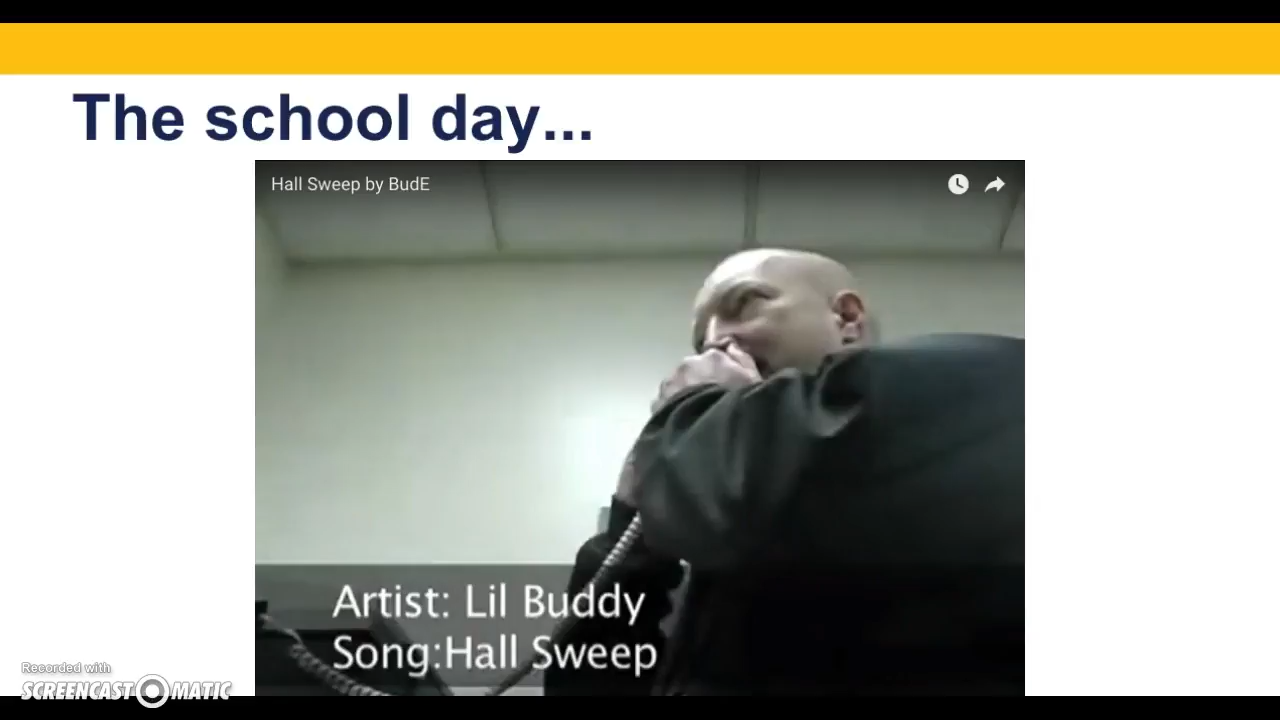 The school day...
Hall Sweep by BudE
Artist: Lil Buddy
Song:Hall Sweep
Recorded with
SCREENCAST MATIC